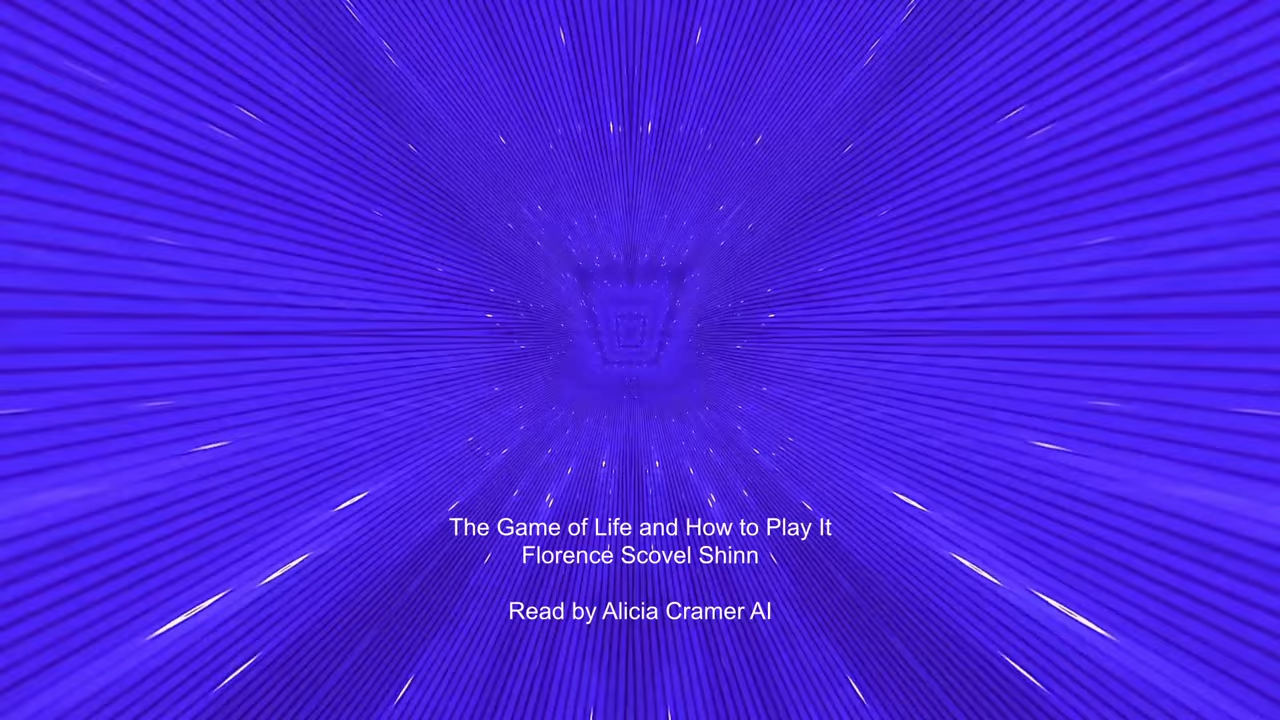 The Game of Life and How to Play It
Florence Scovel Shinn
Read by Alicia Cramer AI